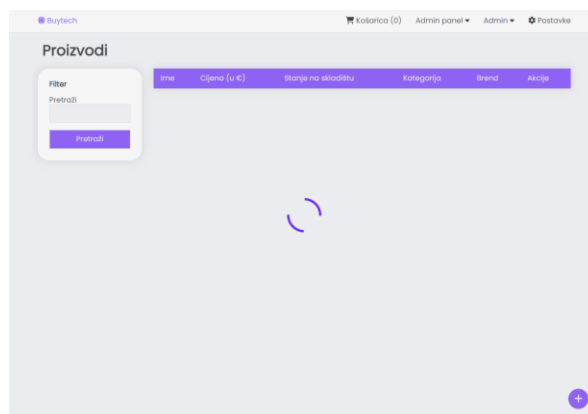 Buytech
Košarica (0) Admin panel Admin Postavke
Proizvodi
Filter
Pretraži
Pretraži
Ime Cijena (u €) Stanje na skladištu Kategorija Brend Akcije
+